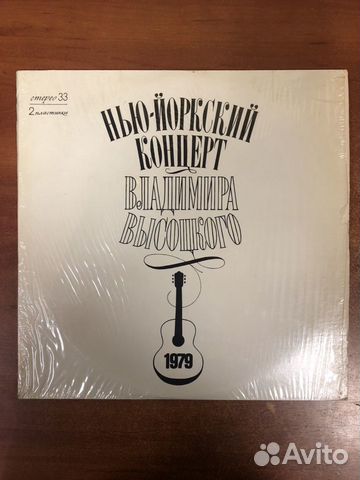 стерео 33
2 пластинки
НЬЮ-ЙОРКСКИЙ
КОНЦЕРТ
ВЛАДИМИРА
ВЫСОЦКОГО
1979
Avito